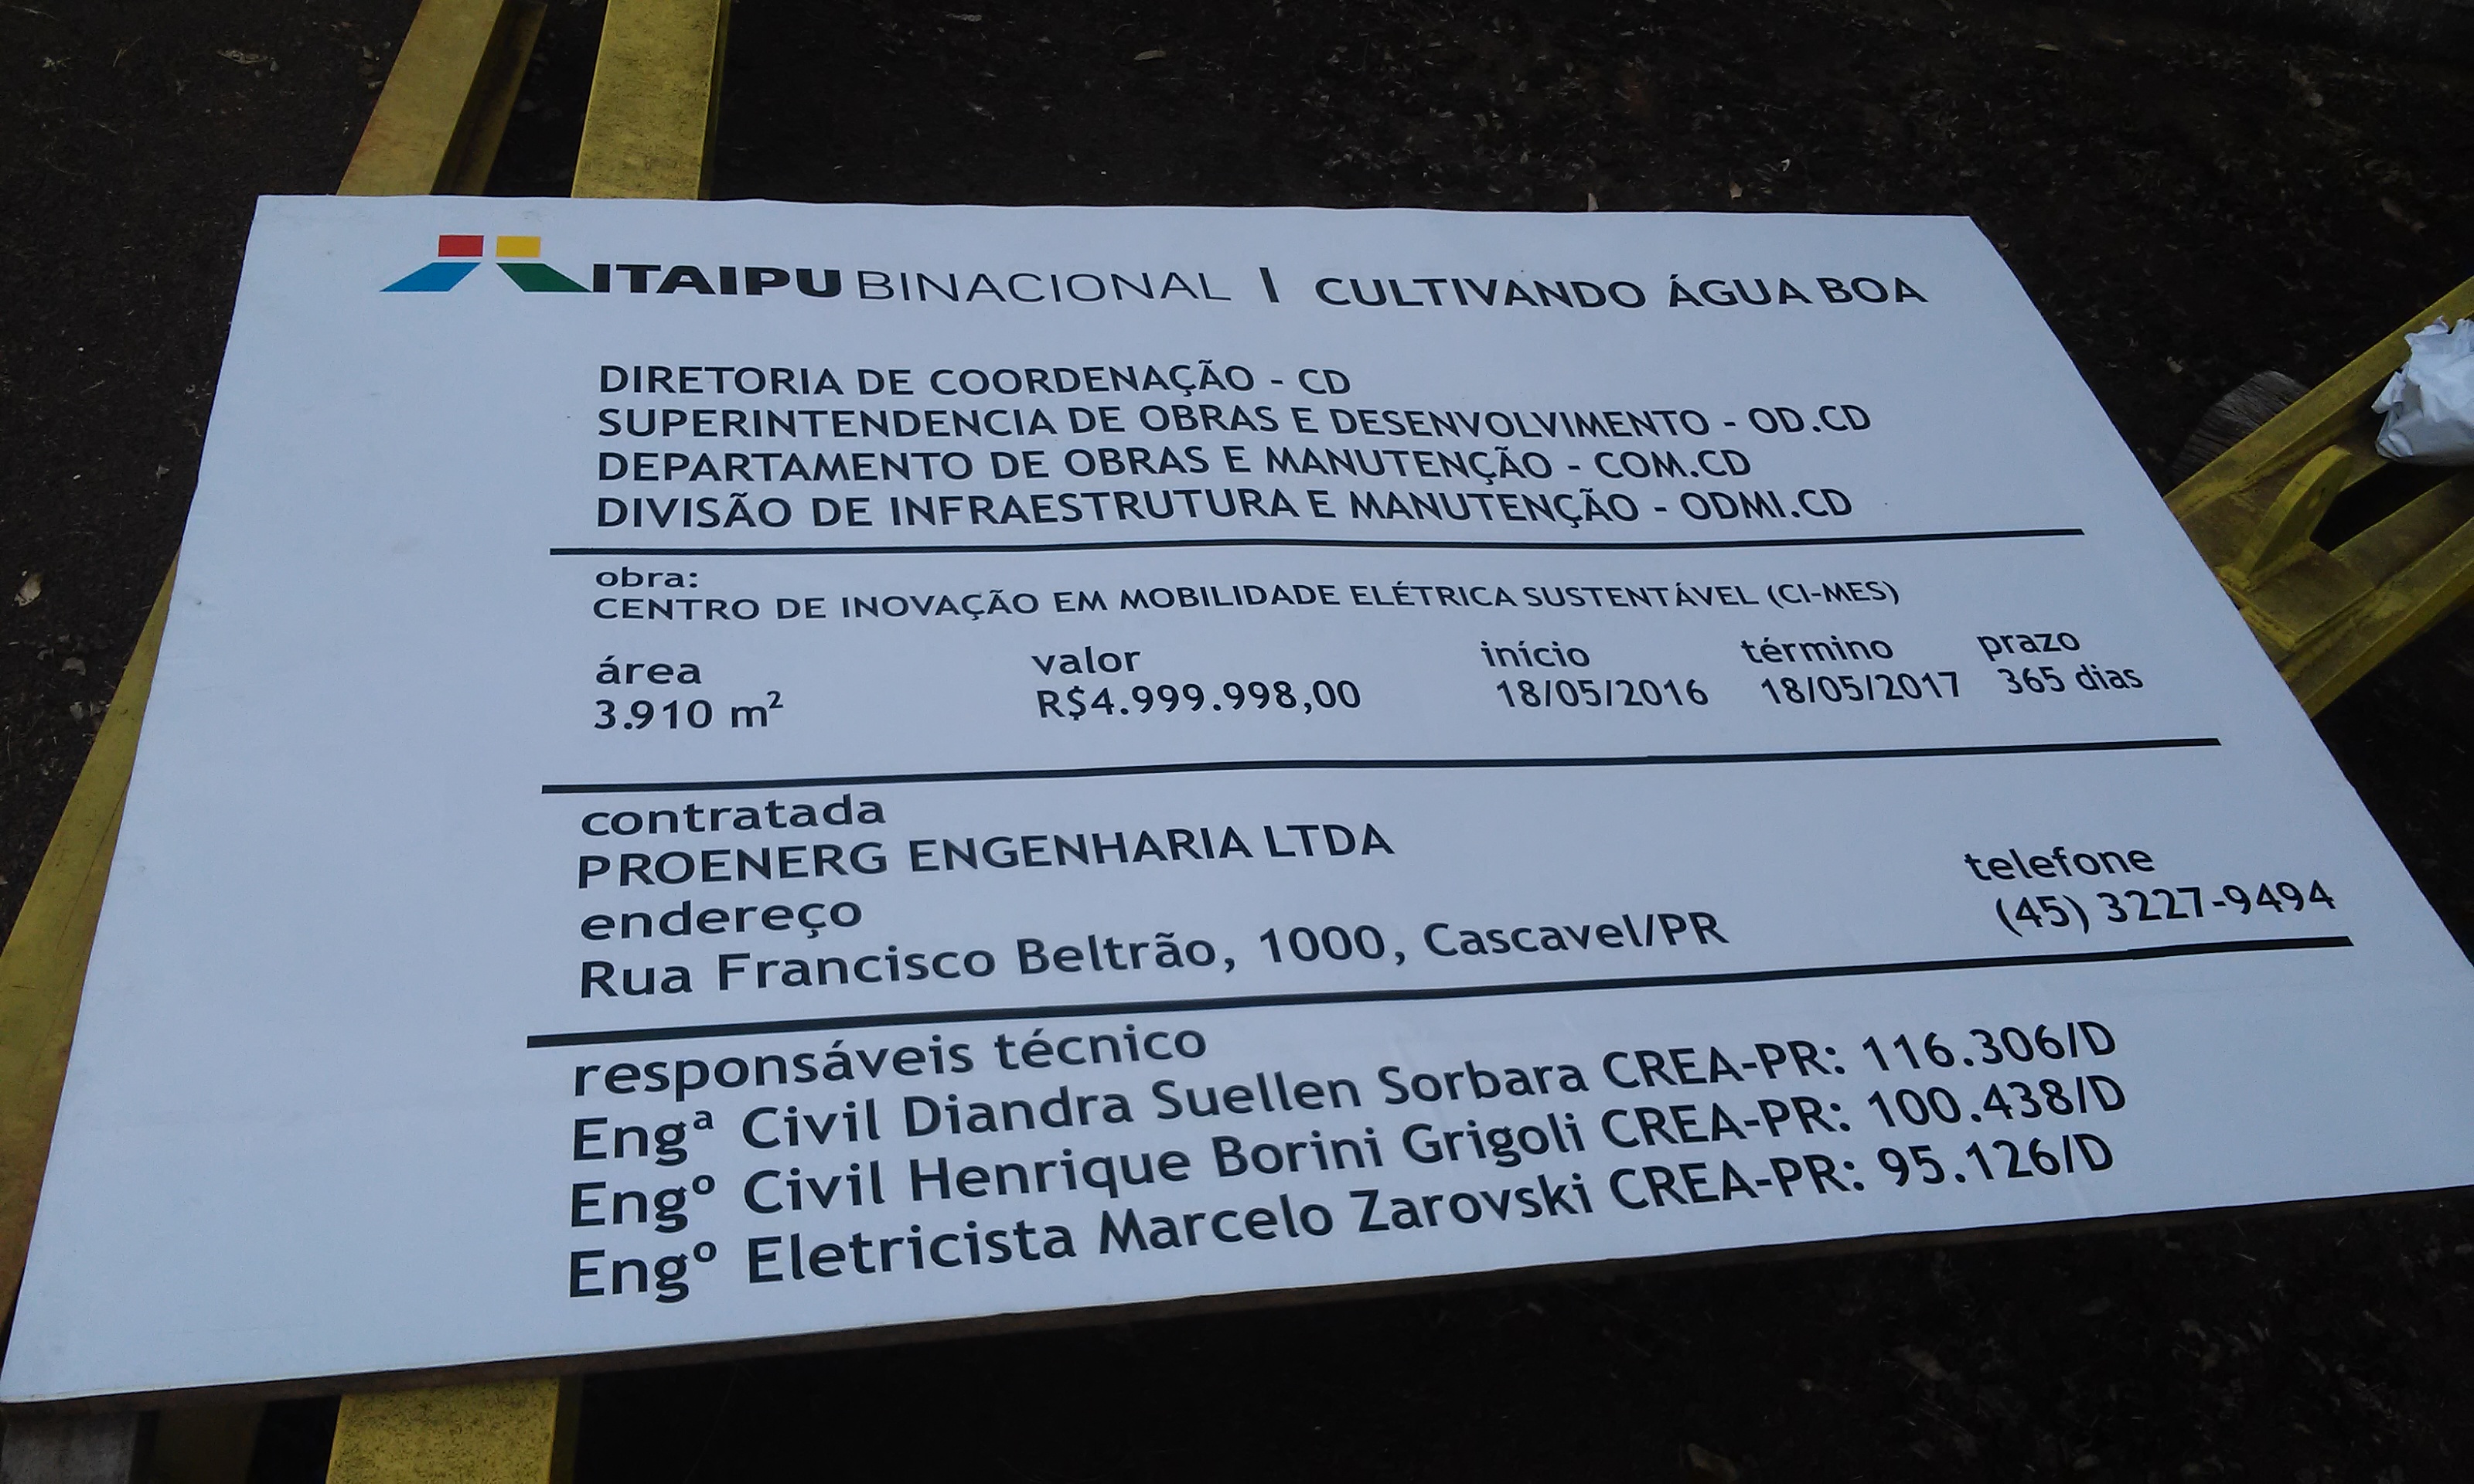 ITAIPU BINACIONAL | CULTIVANDO ÁGUA BOA
DIRETORIA DE COORDENAÇÃO - CD
SUPERINTENDENCIA DE OBRAS E DESENVOLVIMENTO - OD.CD
DEPARTAMENTO DE OBRAS E MANUTENÇÃO - COM.CD
DIVISÃO DE INFRAESTRUTURA E MANUTENÇÃO - ODMI.CD
obra:
CENTRO DE INOVAÇÃO EM MOBILIDADE ELÉTRICA SUSTENTÁVEL (CI-MES)
área valor início término prazo
3.910 m² R$4.999.998,00 18/05/2016 18/05/2017 365 dias
contratada
PROENERG ENGENHARIA LTDA
endereço telefone
Rua Francisco Beltrão, 1000, Cascavel/PR (45) 3227-9494
responsáveis técnico
Engª Civil Diandra Suellen Sorbara CREA-PR: 116.306/D
Engº Civil Henrique Borini Grigoli CREA-PR: 100.438/D
Engº Eletricista Marcelo Zarovski CREA-PR: 95.126/D